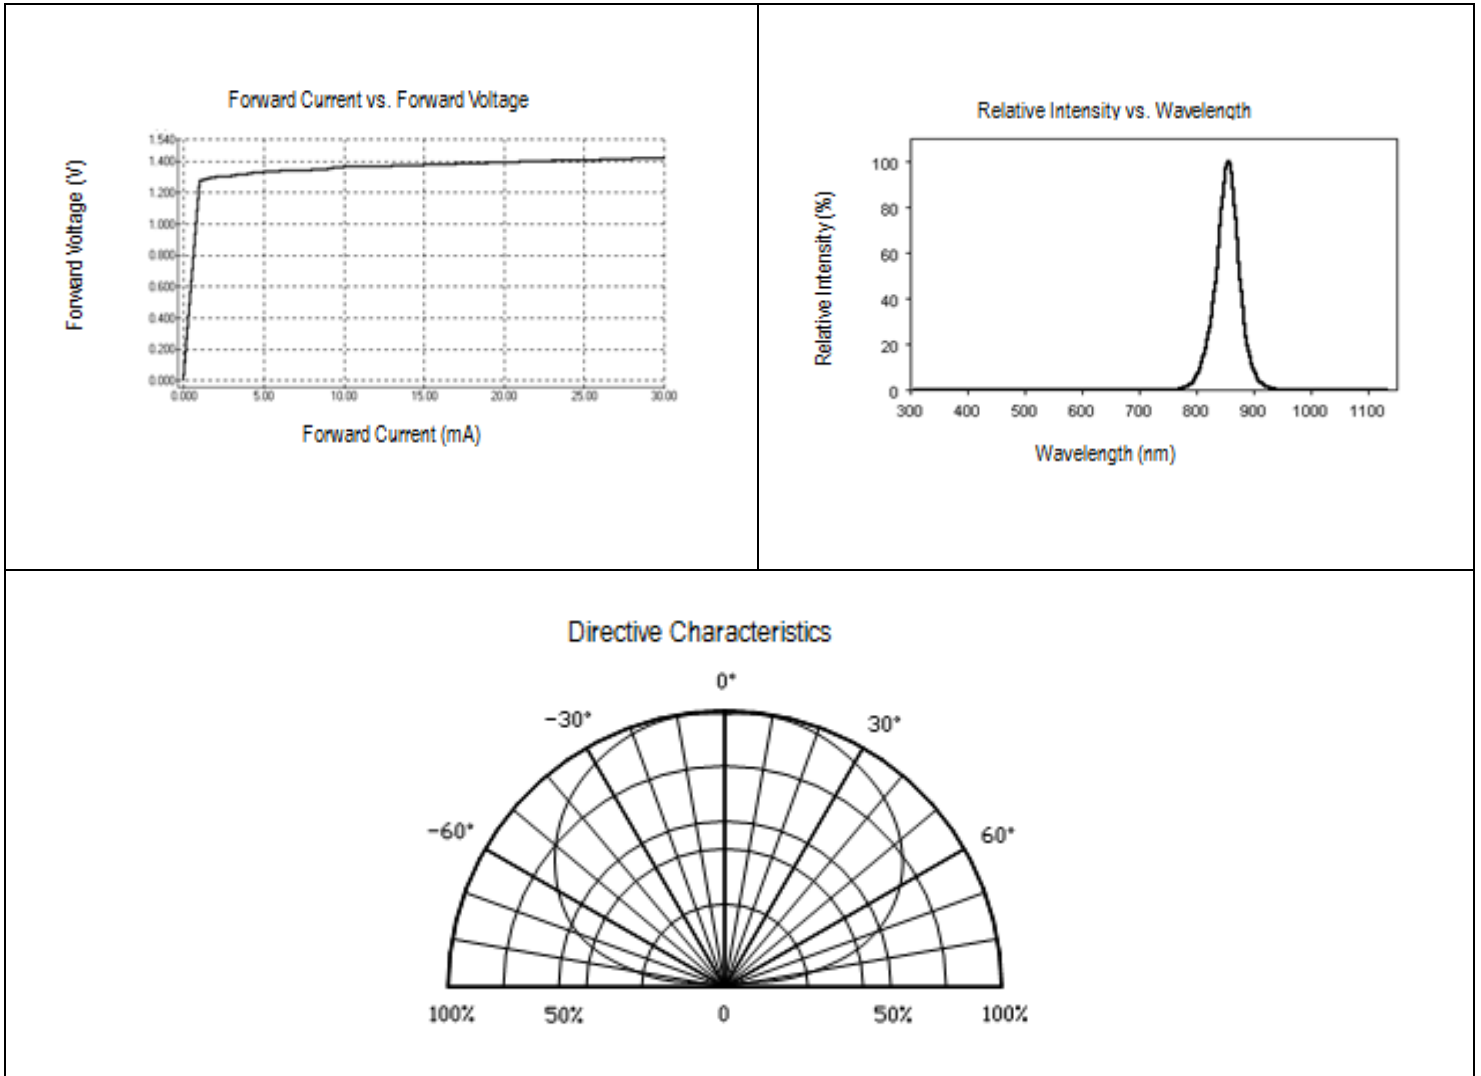 Forward Current vs. Forward Voltage
Forward Voltage (V)
1.540
1.400
1.200
1.000
0.800
0.600
0.400
0.200
0.000
0.000 5.00 10.00 15.00 20.00 25.00 30.00
Forward Current (mA)
Relative Intensity vs. Wavelength
Relative Intensity (%)
100
80
60
40
20
0
300 400 500 600 700 800 900 1000 1100
Wavelength (nm)
Directive Characteristics
0°
-30° 30°
-60° 60°
100% 50% 0 50% 100%